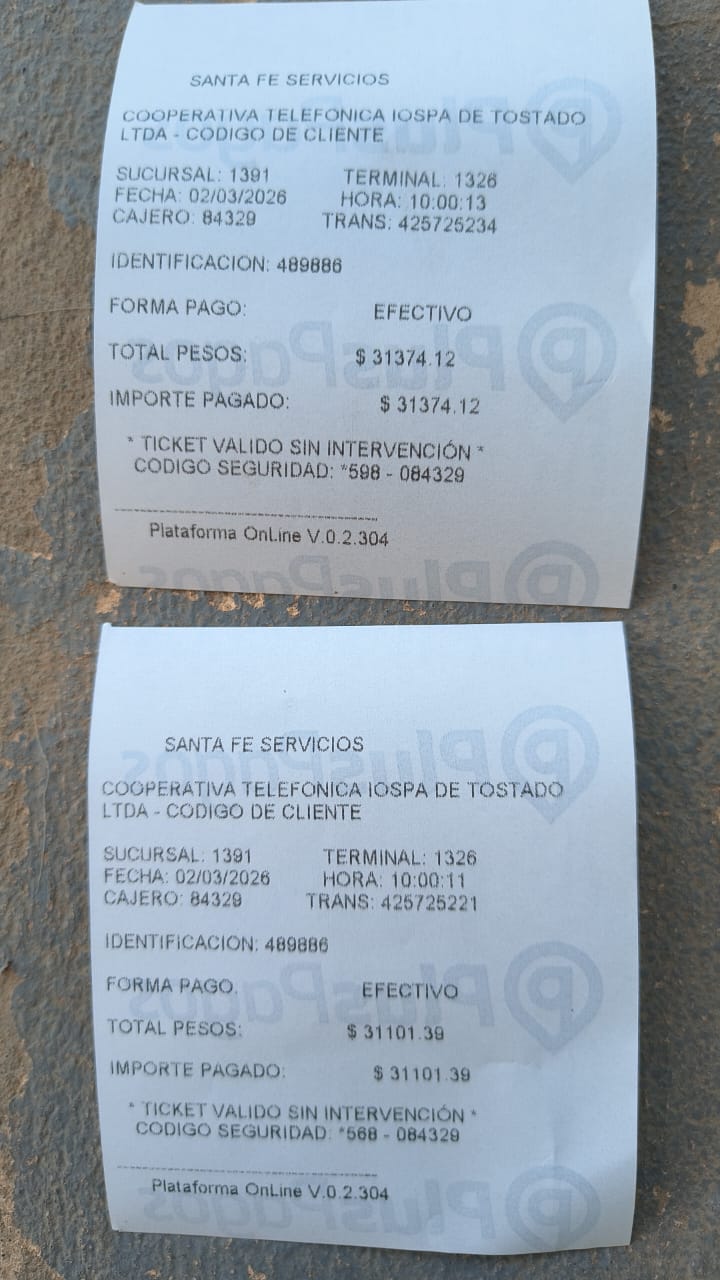 SANTA FE SERVICIOS
COOPERATIVA TELEFONICA IOSPA DE TOSTADO
LTDA - CODIGO DE CLIENTE
SUCURSAL: 1391 TERMINAL: 1326
FECHA: 02/03/2026 HORA: 10:00:13
CAJERO: 84329 TRANS: 425725234
IDENTIFICACION: 489886
FORMA PAGO: EFECTIVO
TOTAL PESOS: $ 31374.12
IMPORTE PAGADO: $ 31374.12
* TICKET VALIDO SIN INTERVENCIÓN *
CODIGO SEGURIDAD: *598 - 084329
Plataforma OnLine V.0.2.304
SANTA FE SERVICIOS
COOPERATIVA TELEFONICA IOSPA DE TOSTADO
LTDA - CODIGO DE CLIENTE
SUCURSAL: 1391 TERMINAL: 1326
FECHA: 02/03/2026 HORA: 10:00:11
CAJERO: 84329 TRANS: 425725221
IDENTIFICACION: 489886
FORMA PAGO. EFECTIVO
TOTAL PESOS: $ 31101.39
IMPORTE PAGADO: $ 31101.39
* TICKET VALIDO SIN INTERVENCIÓN *
CODIGO SEGURIDAD: *568 - 084329
Plataforma OnLine V.0.2.304